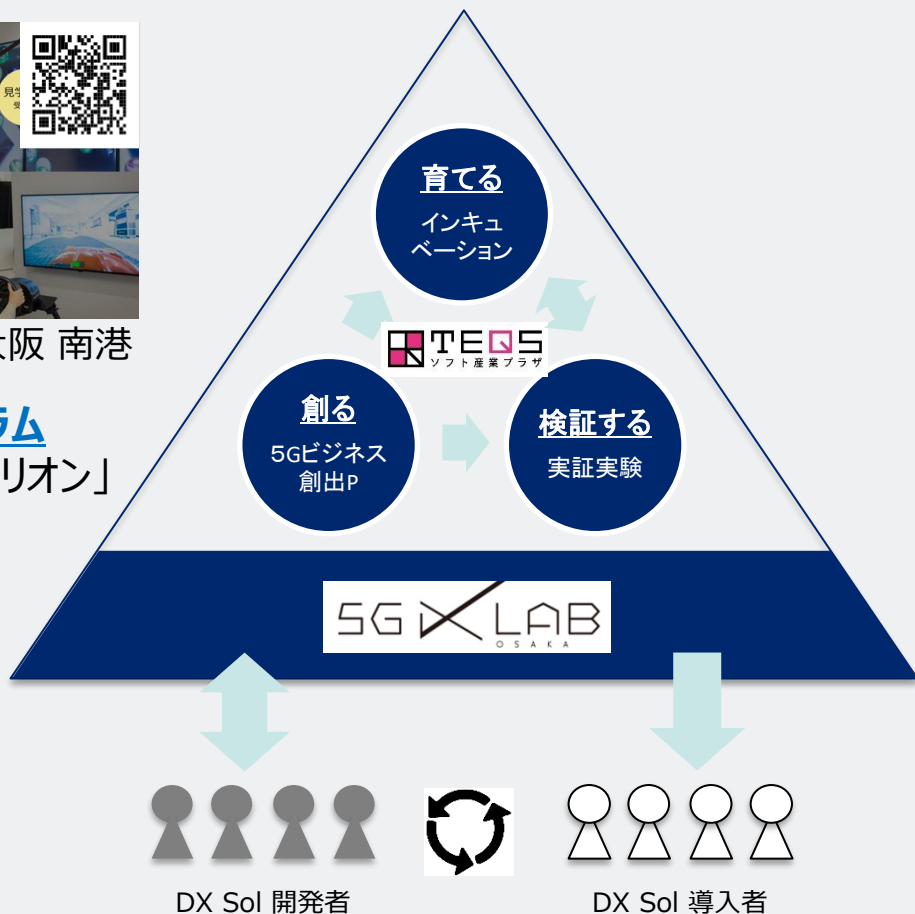 見学
受
大阪 南港
ラム
リオン」
育てる
インキュ
ベーション
TEQS
ソフト産業プラザ
創る
5Gビジネス
創出P
検証する
実証実験
5G X LAB
OSAKA
DX Sol 開発者
DX Sol 導入者